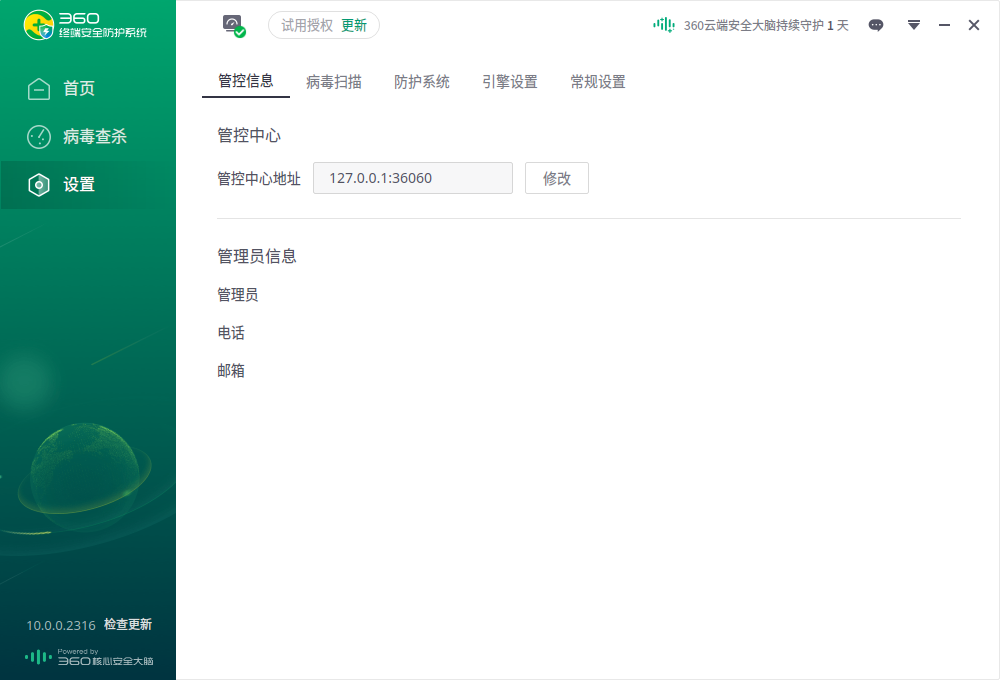 360
终端安全防护系统
试用授权 更新
360云端安全大脑持续守护 1 天
首页
病毒查杀
设置
管控信息 病毒扫描 防护系统 引擎设置 常规设置
管控中心
管控中心地址 127.0.0.1:36060 修改
管理员信息
管理员
电话
邮箱
10.0.0.2316 检查更新
Powered by
360核心安全大脑